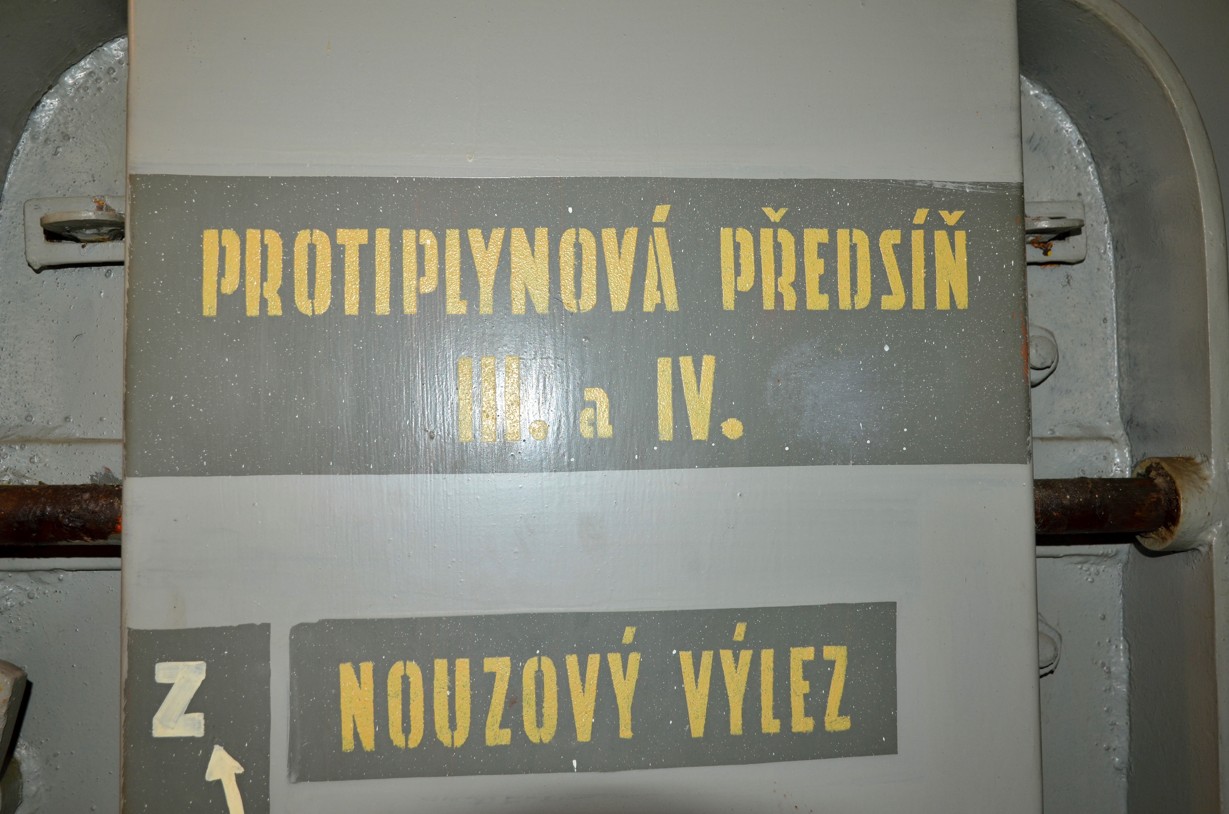 PROTIPLYNOVÁ PŘEDSÍŇ
III. a IV.
NOUZOVÝ VÝLEZ
Z